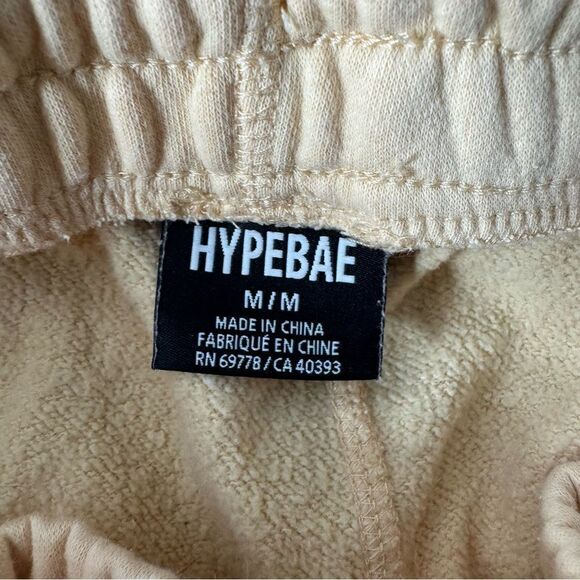 HYPEBAE
M/M
MADE IN CHINA
FABRIQUÉ EN CHINE
RN 69778/CA 40393